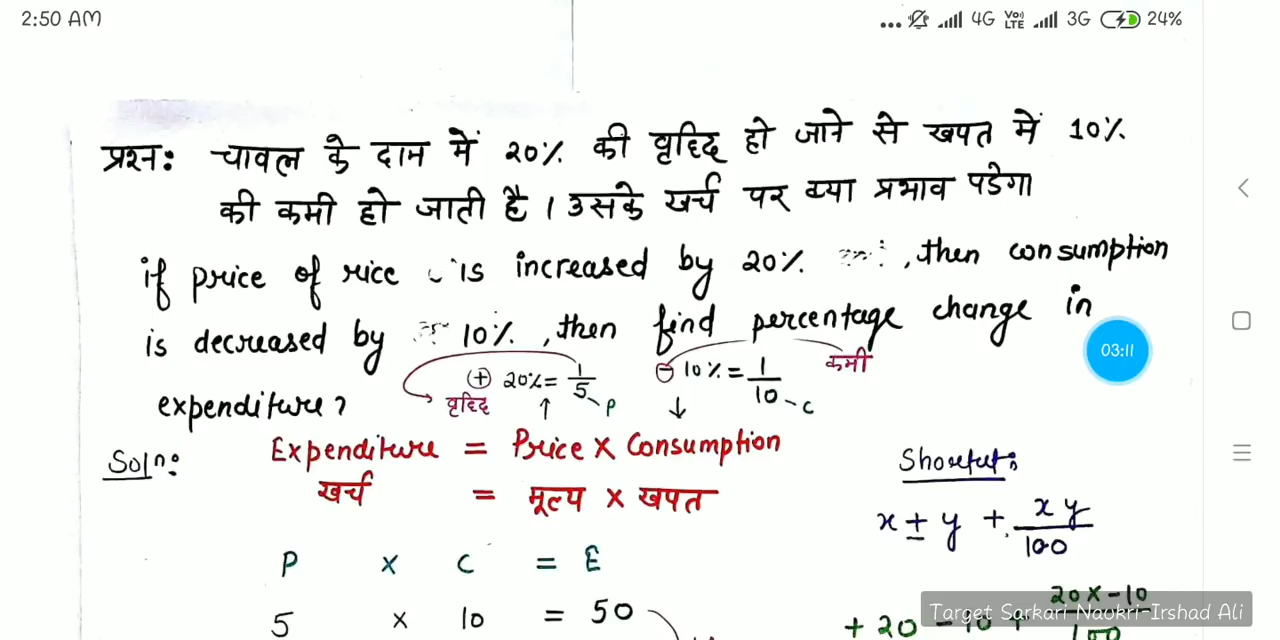 2:50 AM
... 4G VoD LTE 3G 24%
प्रश्न: चावल के दाम में 20% की वृध्दि हो जाने से खपत में 10%
की कमी हो जाती है। उसके खर्च पर क्या प्रभाव पडेगा
if price of rice is increased by 20% , then consumption
is decreased by 10% , then find percentage change in
expenditure?
03:11
(+) 20% = 1/5 P वृध्दि ↑
(-) 10% = 1/10 C कमी ↓
Soln:
Expenditure = Price × Consumption
खर्च = मूल्य × खपत
P × C = E
5 × 10 = 50
Shortcut:
x ± y + xy/100
+ 20 - 10 + 20x-10/100
Target Sarkari Naukri-Irshad Ali